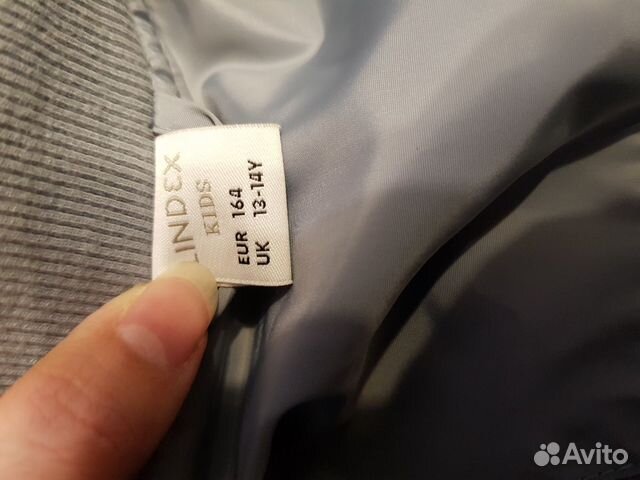 LINDEX
KIDS
EUR 164
UK 13-14Y
Avito